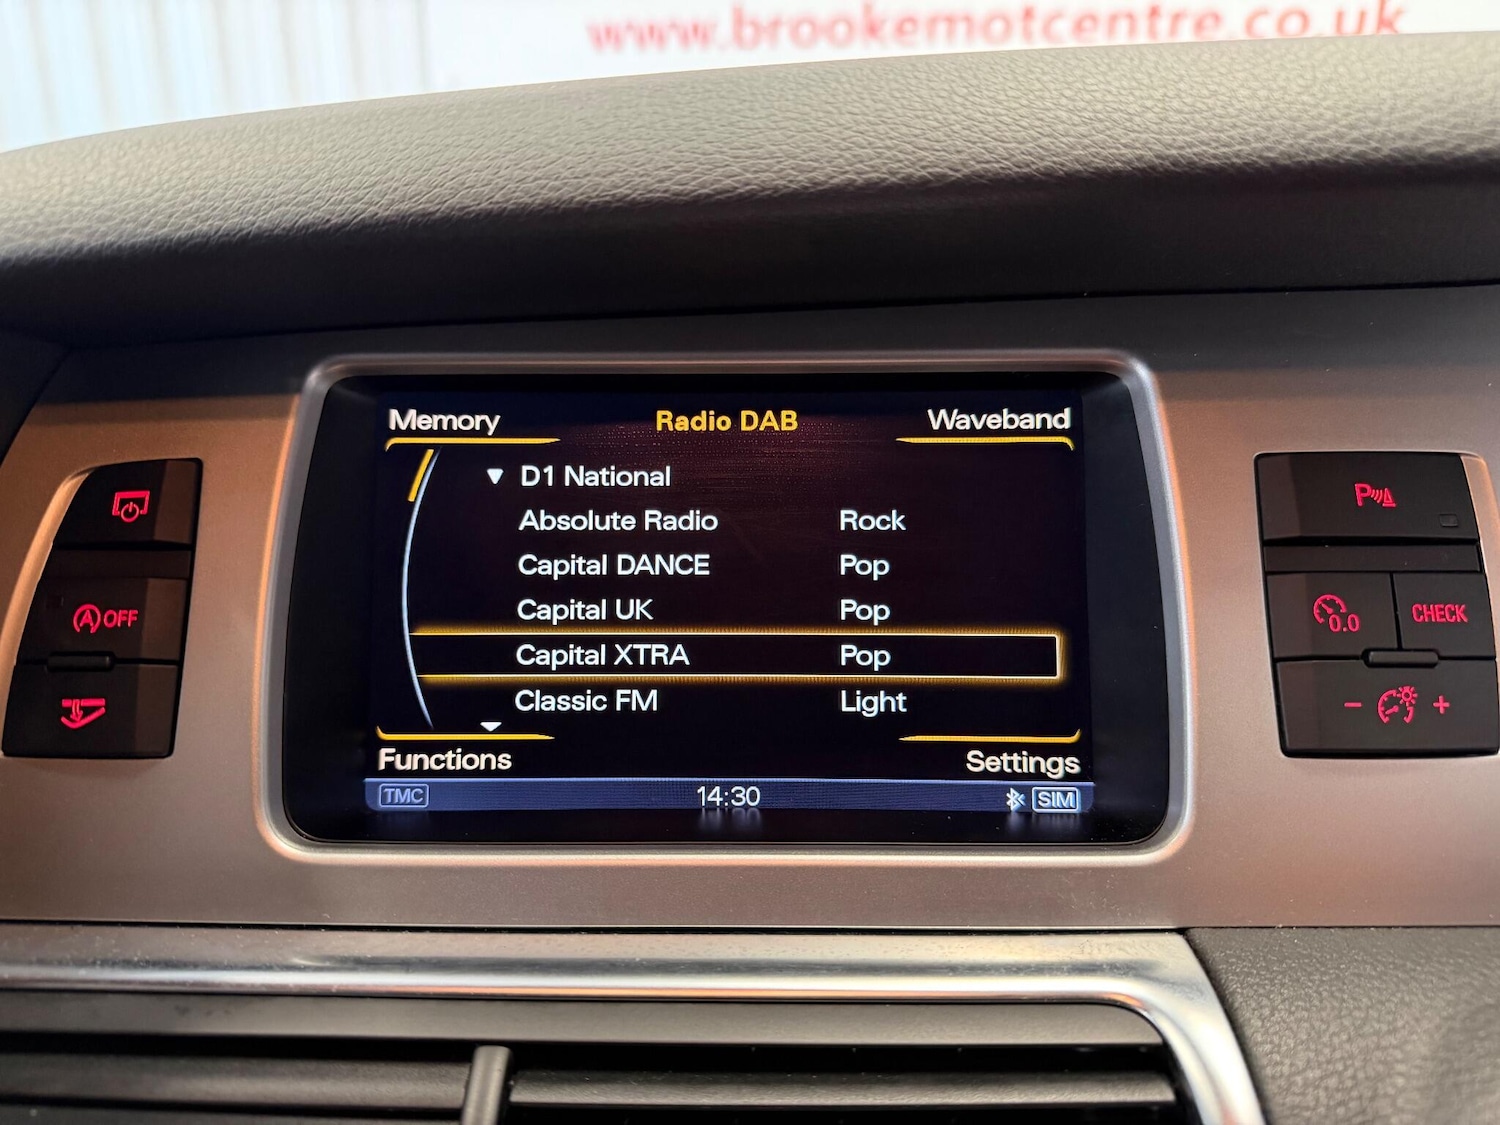 www.brookemotcentre.co.uk
Memory Radio DAB Waveband
D1 National
Absolute Radio Rock
Capital DANCE Pop
Capital UK Pop
Capital XTRA Pop
Classic FM Light
Functions Settings
TMC 14:30 SIM
A OFF
P
0.0 CHECK
- +